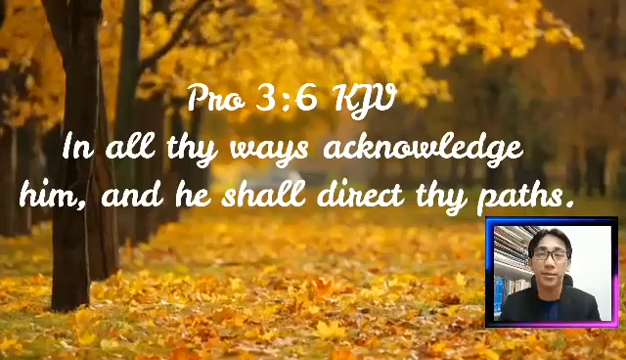 Pro 3:6 KJV
In all thy ways acknowledge
him, and he shall direct thy paths.